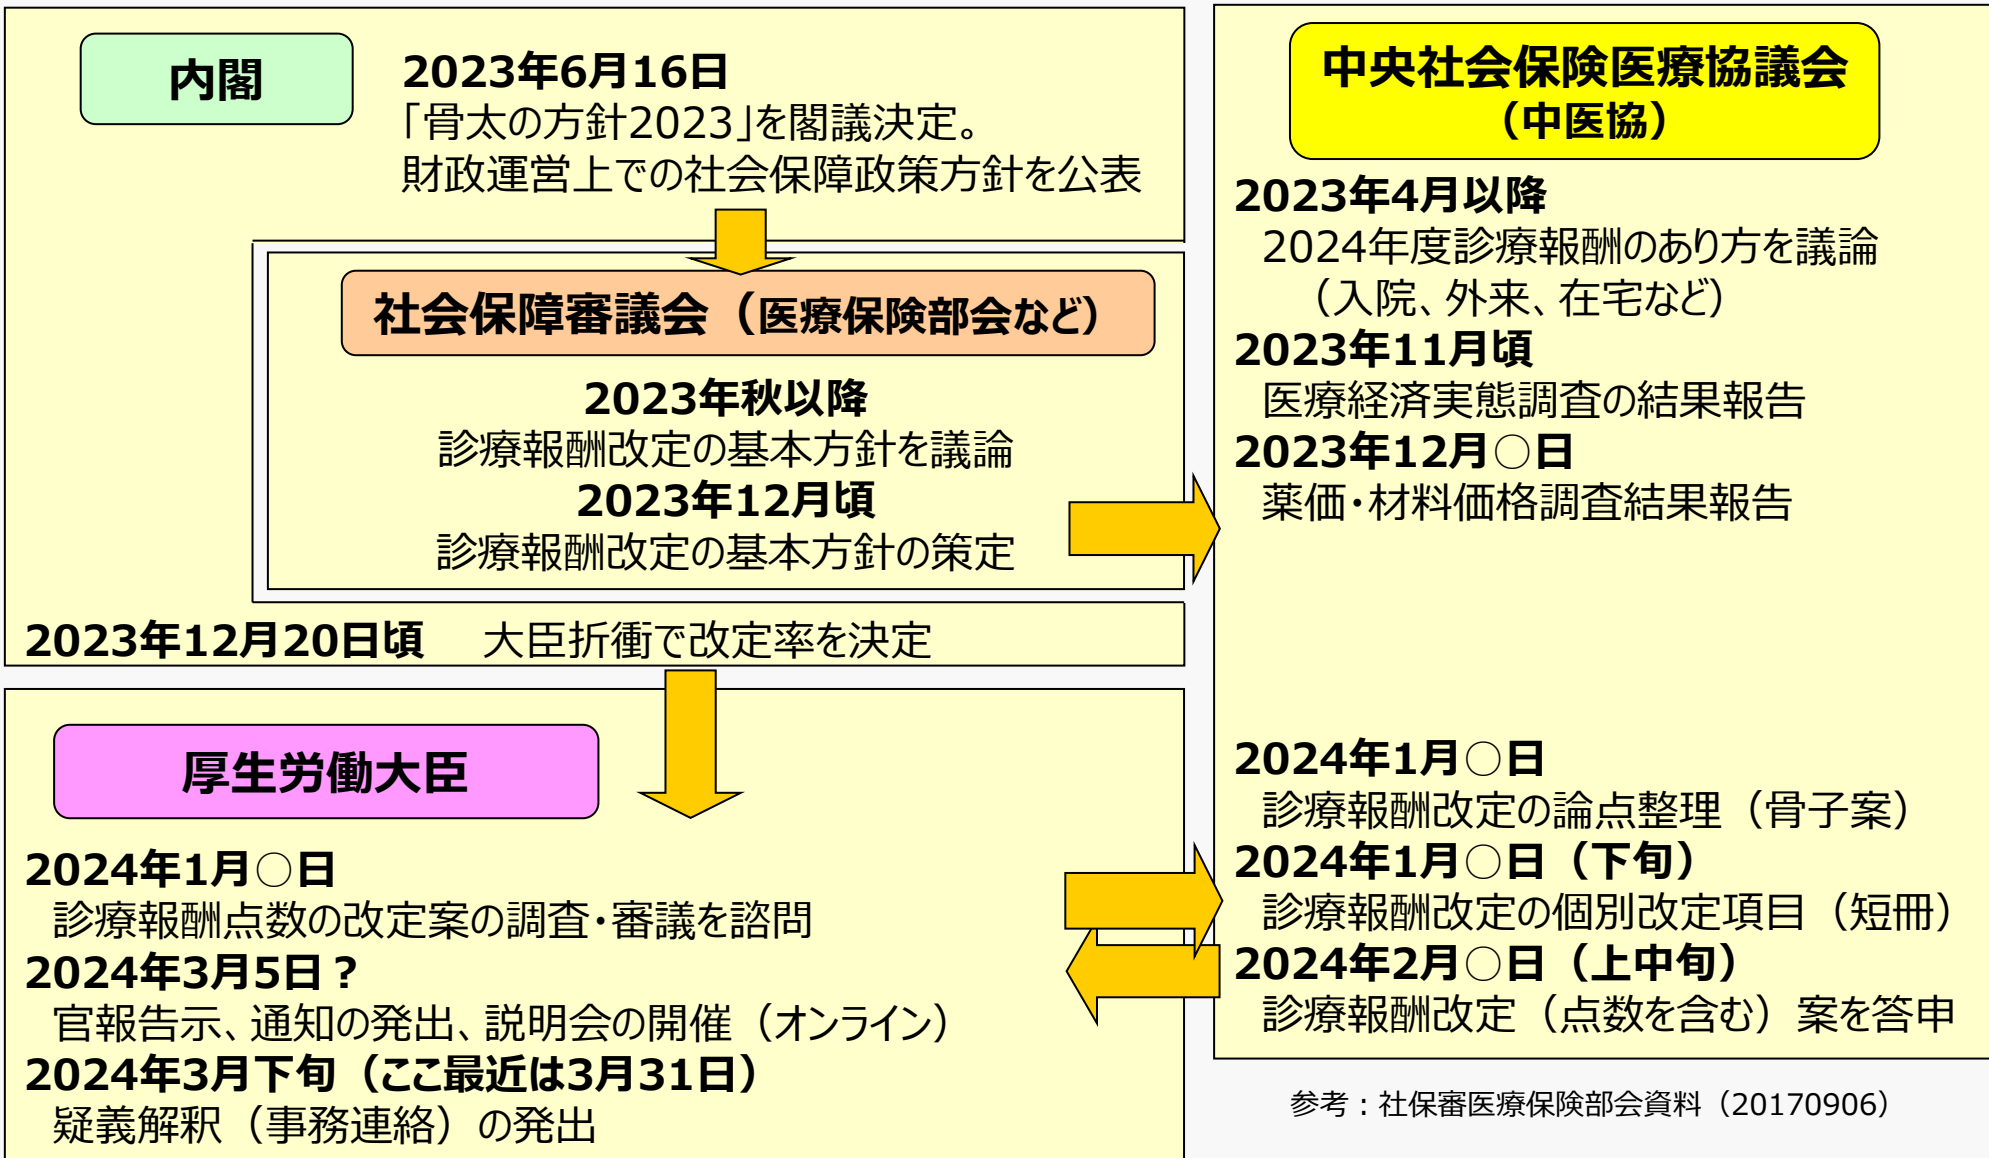 内閣
2023年6月16日
「骨太の方針2023」を閣議決定。
財政運営上での社会保障政策方針を公表
社会保障審議会（医療保険部会など）
2023年秋以降
診療報酬改定の基本方針を議論
2023年12月頃
診療報酬改定の基本方針の策定
2023年12月20日頃　大臣折衝で改定率を決定
厚生労働大臣
2024年1月○日
診療報酬点数の改定案の調査・審議を諮問
2024年3月5日？
官報告示、通知の発出、説明会の開催（オンライン）
2024年3月下旬（ここ最近は3月31日）
疑義解釈（事務連絡）の発出
中央社会保険医療協議会
（中医協）
2023年4月以降
2024年度診療報酬のあり方を議論
（入院、外来、在宅など）
2023年11月頃
医療経済実態調査の結果報告
2023年12月○日
薬価・材料価格調査結果報告
2024年1月○日
診療報酬改定の論点整理（骨子案）
2024年1月○日（下旬）
診療報酬改定の個別改定項目（短冊）
2024年2月○日（上中旬）
診療報酬改定（点数を含む）案を答申
参考：社保審医療保険部会資料（20170906）